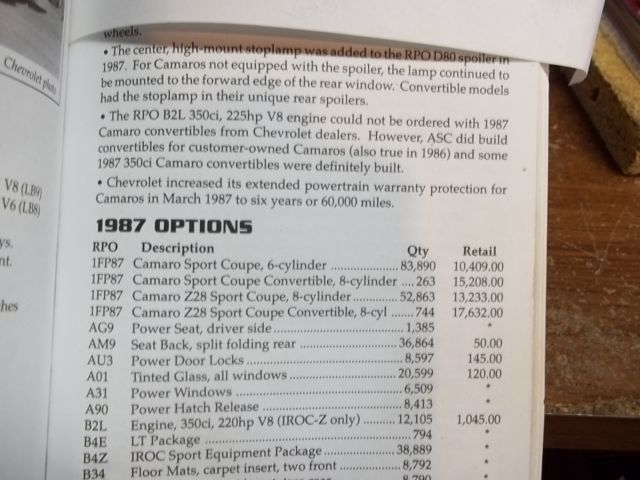 wheels.
• The center, high-mount stoplamp was added to the RPO D80 spoiler in
1987. For Camaros not equipped with the spoiler, the lamp continued to
be mounted to the forward edge of the rear window. Convertible models
had the stoplamp in their unique rear spoilers.
• The RPO B2L 350ci, 225hp V8 engine could not be ordered with 1987
Camaro convertibles from Chevrolet dealers. However, ASC did build
convertibles for customer-owned Camaros (also true in 1986) and some
1987 350ci Camaro convertibles were definitely built.
• Chevrolet increased its extended powertrain warranty protection for
Camaros in March 1987 to six years or 60,000 miles.
1987 OPTIONS
RPO Description Qty Retail
1FP87 Camaro Sport Coupe, 6-cylinder ..................... 83,890 10,409.00
1FP87 Camaro Sport Coupe Convertible, 8-cylinder .... 263 15,208.00
1FP87 Camaro Z28 Sport Coupe, 8-cylinder ............ 52,863 13,233.00
1FP87 Camaro Z28 Sport Coupe Convertible, 8-cyl ....... 744 17,632.00
AG9 Power Seat, driver side ................................. 1,385 *
AM9 Seat Back, split folding rear .......................... 36,864 50.00
AU3 Power Door Locks ....................................... 8,597 145.00
A01 Tinted Glass, all windows ............................ 20,599 120.00
A31 Power Windows .......................................... 6,509 *
A90 Power Hatch Release ..................................... 8,413 *
B2L Engine, 350ci, 220hp V8 (IROC-Z only) .......... 12,105 1,045.00
B4E LT Package .................................................. 794 *
B4Z IROC Sport Equipment Package .................. 38,889 *
B34 Floor Mats, carpet insert, two front ................ 8,792 *
8,790
Chevrolet photo
V8 (LB9)
V6 (LB8)
ys.
nt.
hes